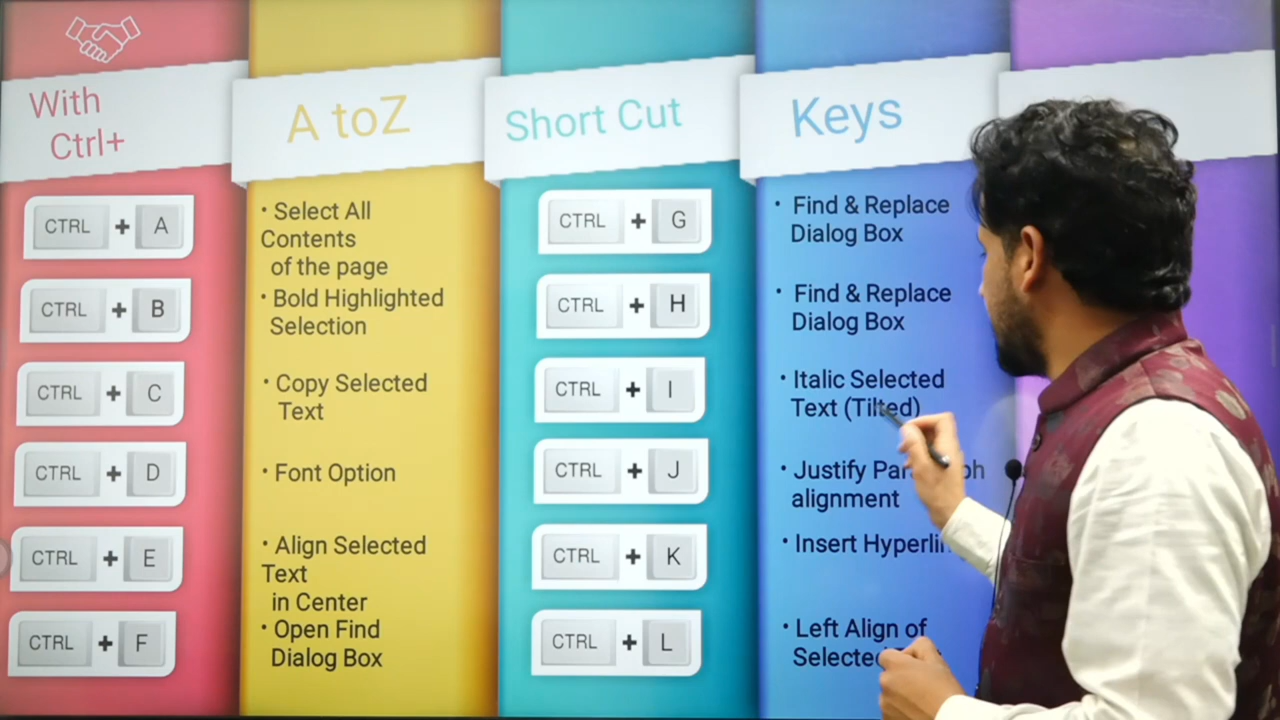 With
Ctrl+
A toZ
Short Cut
Keys
CTRL + A
• Select All
Contents
of the page
CTRL + B
• Bold Highlighted
Selection
CTRL + C
• Copy Selected
Text
CTRL + D
• Font Option
CTRL + E
• Align Selected
Text
in Center
CTRL + F
• Open Find
Dialog Box
CTRL + G
• Find & Replace
Dialog Box
CTRL + H
• Find & Replace
Dialog Box
CTRL + I
• Italic Selected
Text (Tilted)
CTRL + J
• Justify
alignment
CTRL + K
• Insert
CTRL + L
• Left Align of